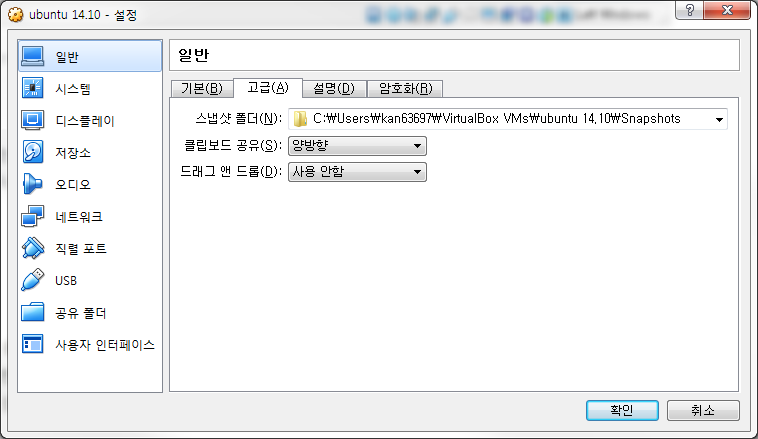 ubuntu 14.10 - 설정
일반
시스템
디스플레이
저장소
오디오
네트워크
직렬 포트
USB
공유 폴더
사용자 인터페이스
일반
기본(B) 고급(A) 설명(D) 암호화(R)
스냅샷 폴더(N): C:₩Users₩kan63697₩VirtualBox VMs₩ubuntu 14.10₩Snapshots
클립보드 공유(S): 양방향
드래그 앤 드롭(D): 사용 안함
확인 취소